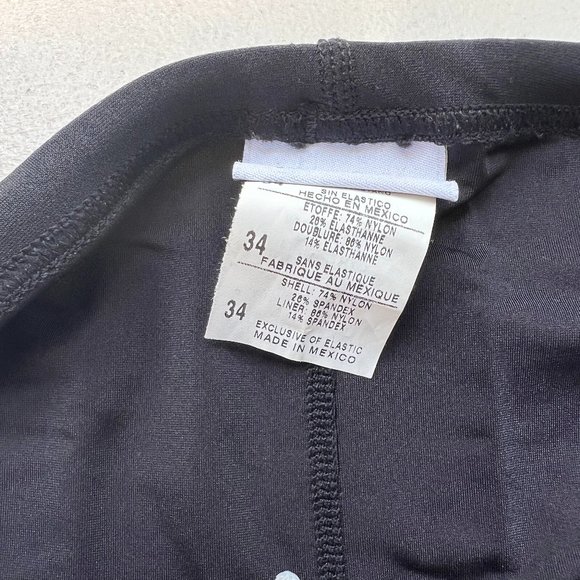 SIN ELASTICO
HECHO EN MEXICO
ETOFFE: 74% NYLON
26% ELASTHANNE
DOUBLURE: 86% NYLON
14% ELASTHANNE
34
SANS ELASTIQUE
FABRIQUE AU MEXIQUE
SHELL: 74% NYLON
26% SPANDEX
LINER: 86% NYLON
14% SPANDEX
34
EXCLUSIVE OF ELASTIC
MADE IN MEXICO